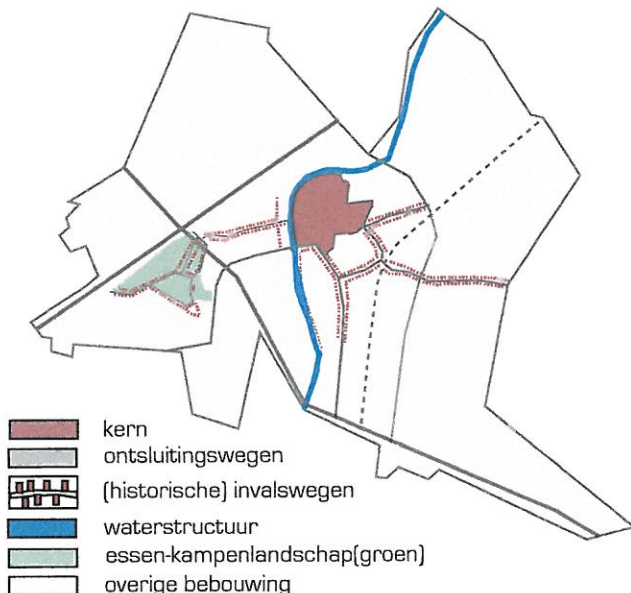 kern
ontsluitingswegen
(historische) invalswegen
waterstructuur
essen-kampenlandschap(groen)
overige bebouwing